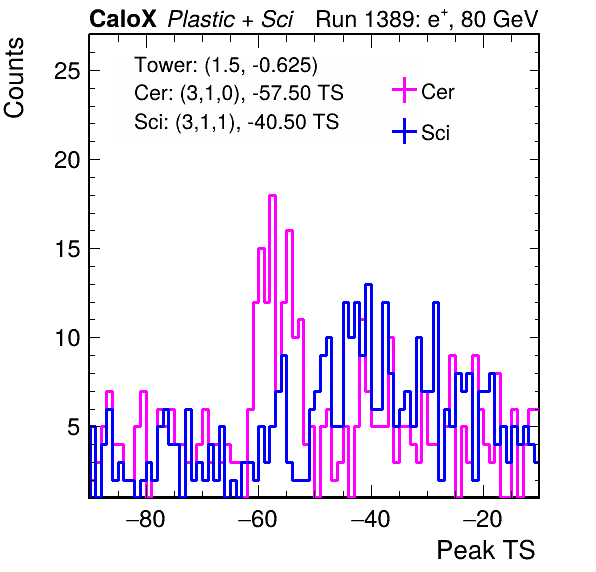 CaloX Plastic + Sci Run 1389: e+, 80 GeV
Counts
Tower: (1.5, -0.625)
Cer: (3,1,0), -57.50 TS
Sci: (3,1,1), -40.50 TS
Cer
Sci
25
20
15
10
5
−80 −60 −40 −20
Peak TS